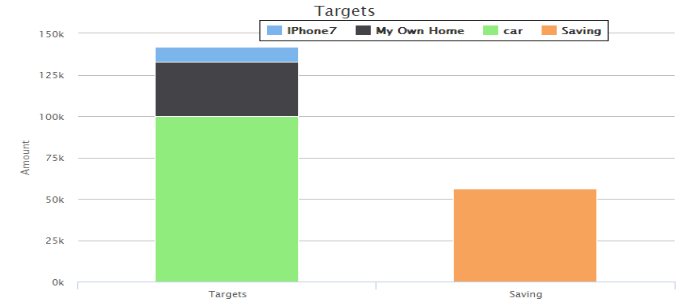 Targets
IPhone7 My Own Home car Saving
150k
125k
100k
75k
50k
25k
0k
Amount
Targets Saving